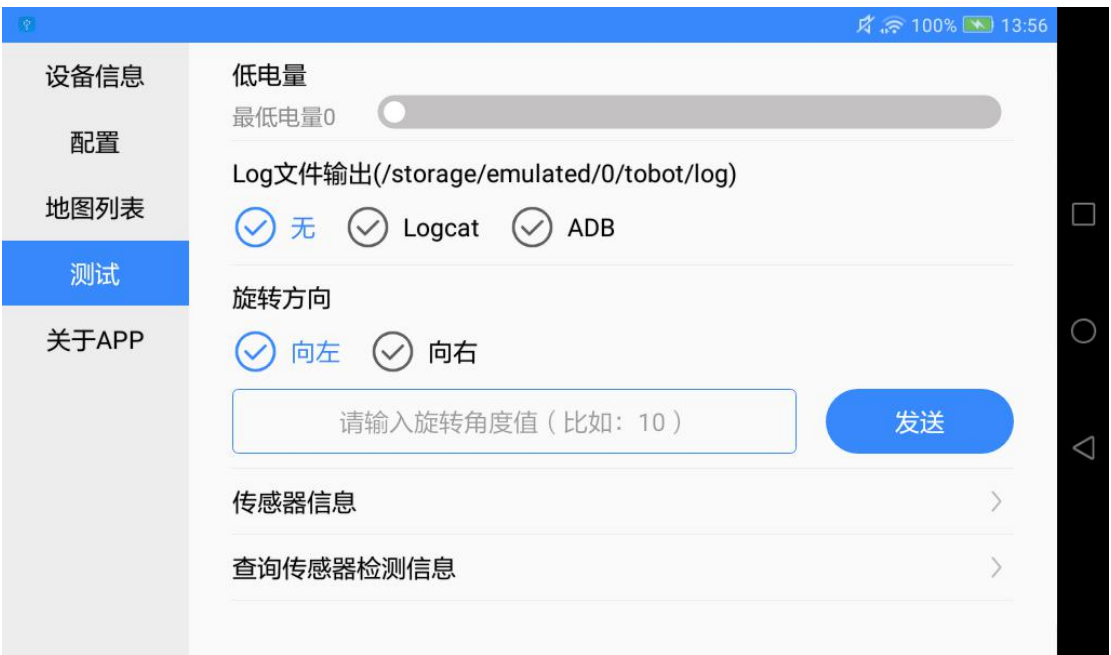 100% 13:56
设备信息
配置
地图列表
测试
关于APP
低电量
最低电量0
Log文件输出(/storage/emulated/0/tobot/log)
无 Logcat ADB
旋转方向
向左 向右
请输入旋转角度值（比如：10） 发送
传感器信息
查询传感器检测信息